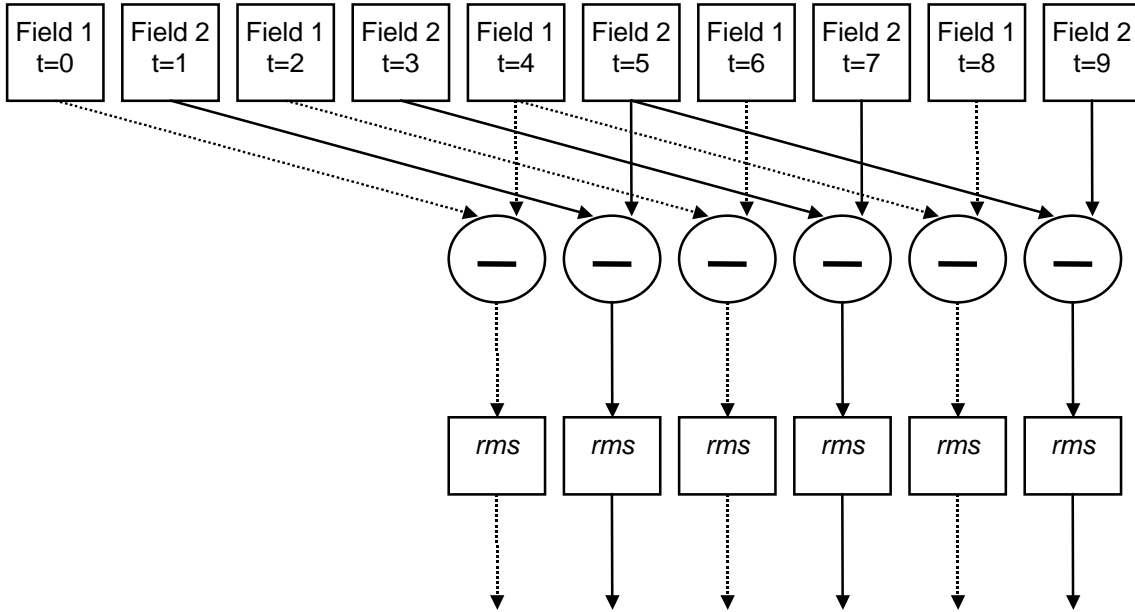 Field 1 Field 2 Field 1 Field 2 Field 1 Field 2 Field 1 Field 2 Field 1 Field 2
t=0 t=1 t=2 t=3 t=4 t=5 t=6 t=7 t=8 t=9
rms rms rms rms rms rms